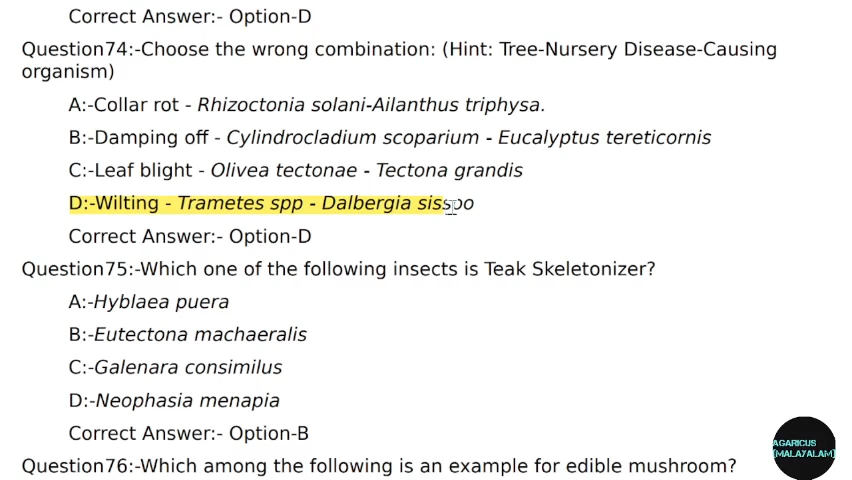 Correct Answer:- Option-D
Question74:-Choose the wrong combination: (Hint: Tree-Nursery Disease-Causing
organism)
A:-Collar rot - Rhizoctonia solani-Ailanthus triphysa.
B:-Damping off - Cylindrocladium scoparium - Eucalyptus tereticornis
C:-Leaf blight - Olivea tectonae - Tectona grandis
D:-Wilting - Trametes spp - Dalbergia sissoo
Correct Answer:- Option-D
Question75:-Which one of the following insects is Teak Skeletonizer?
A:-Hyblaea puera
B:-Eutectona machaeralis
C:-Galenara consimilus
D:-Neophasia menapia
Correct Answer:- Option-B
Question76:-Which among the following is an example for edible mushroom?
AGARICUS
(MALAYALAM)